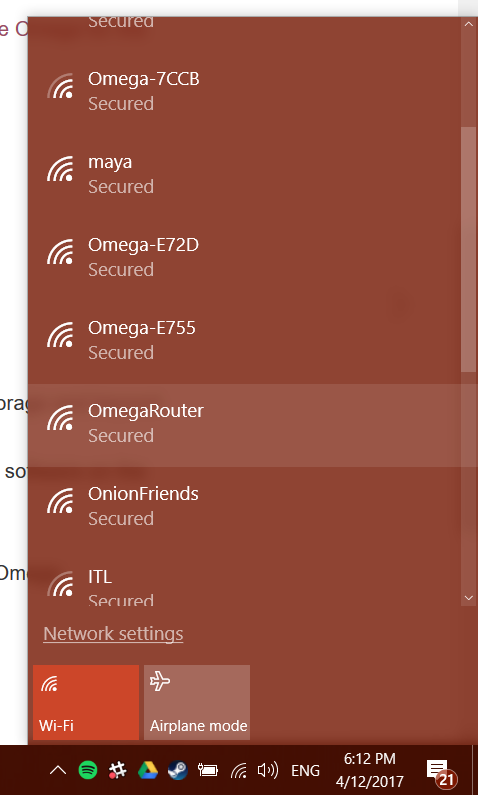 e O
Secured
Omega-7CCB
Secured
maya
Secured
Omega-E72D
Secured
Omega-E755
Secured
orag
OmegaRouter
Secured
so
OnionFriends
Secured
Ome
ITL
Secured
Network settings
Wi-Fi
Airplane mode
ENG
6:12 PM
4/12/2017
21